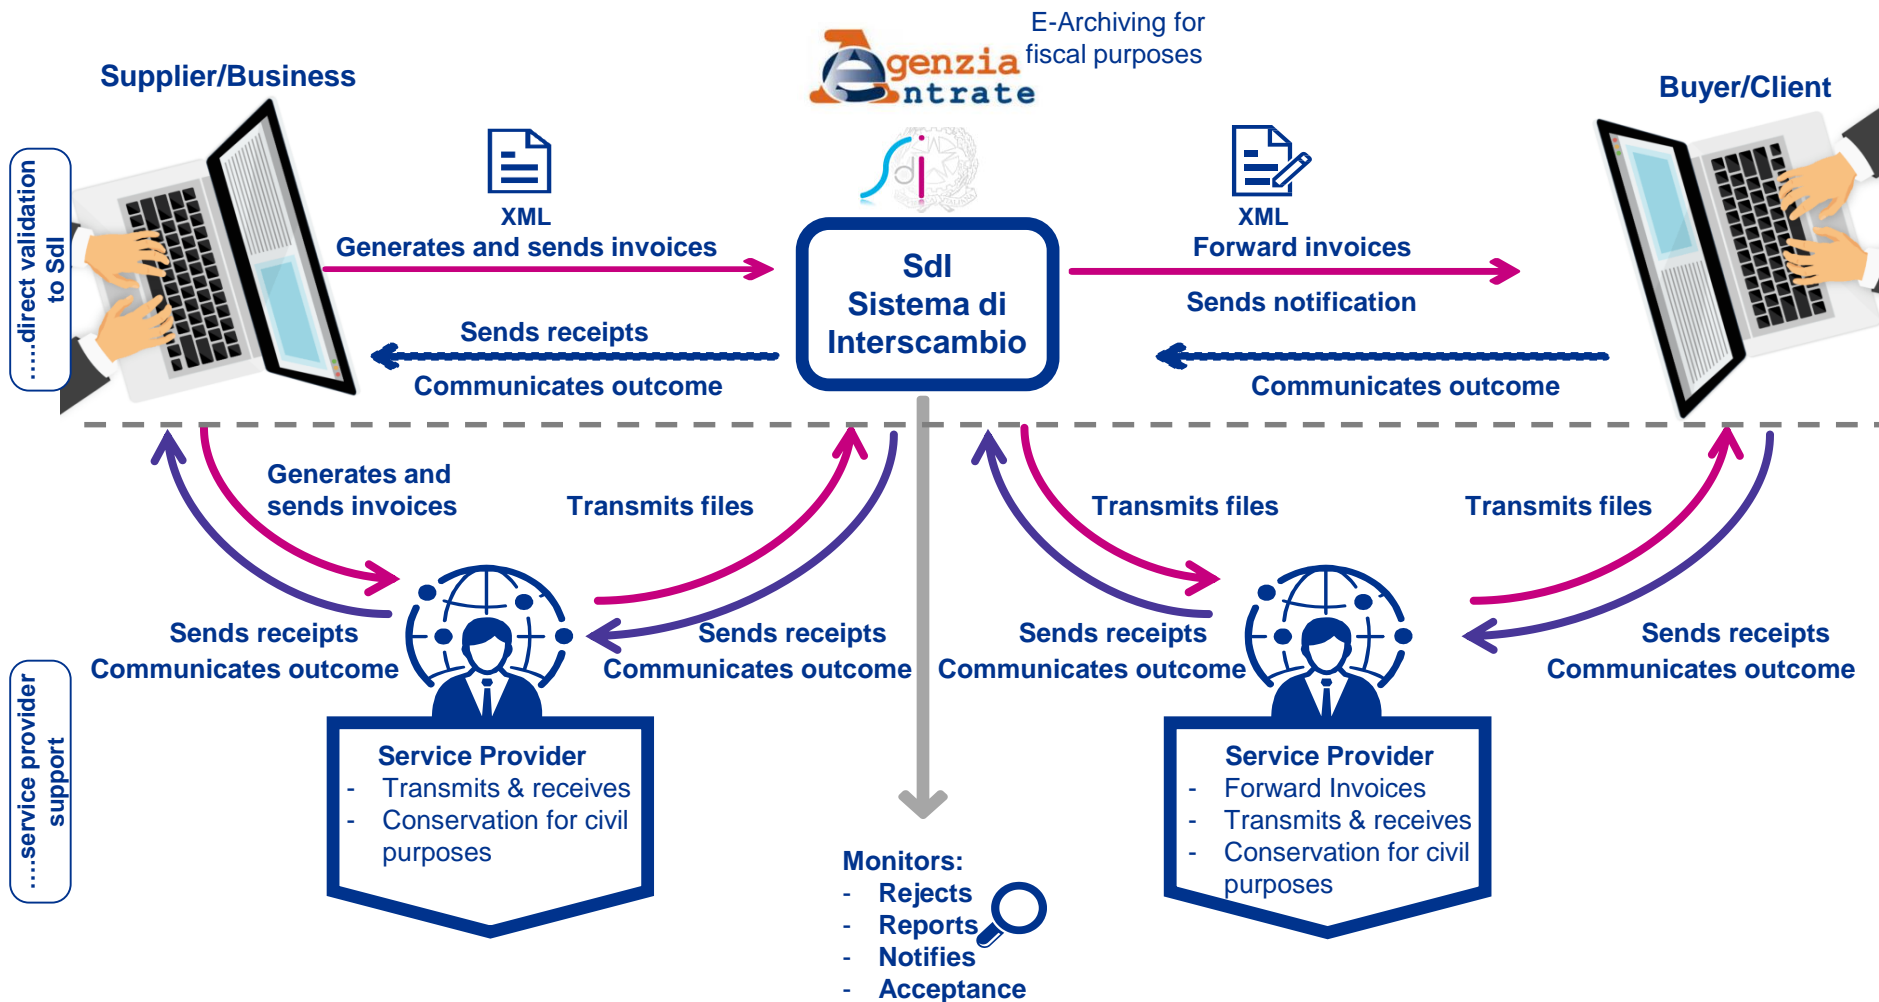 E-Archiving for
fiscal purposes
Agenzia
Entrate
Supplier/Business
Buyer/Client
.....direct validation
to SdI
XML
Generates and sends invoices
Sends receipts
Communicates outcome
Sdi
SdI
Sistema di
Interscambio
XML
Forward invoices
Sends notification
Communicates outcome
Generates and
sends invoices
Transmits files
Transmits files
Transmits files
Sends receipts
Communicates outcome
Sends receipts
Communicates outcome
Sends receipts
Communicates outcome
Sends receipts
Communicates outcome
.....service provider
support
Service Provider
- Transmits & receives
- Conservation for civil
purposes
Monitors:
- Rejects
- Reports
- Notifies
- Acceptance
Service Provider
- Forward Invoices
- Transmits & receives
- Conservation for civil
purposes